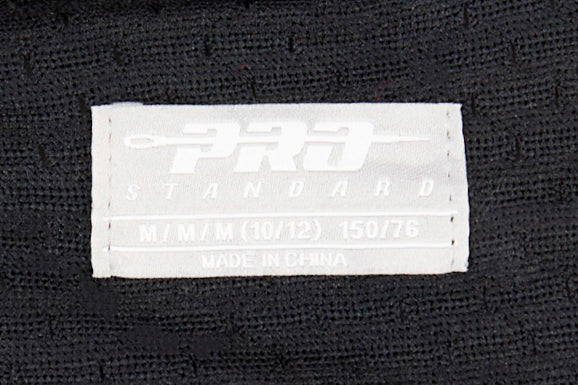 PRO
STANDARD
M/M/M (10/12) 150/76
MADE IN CHINA